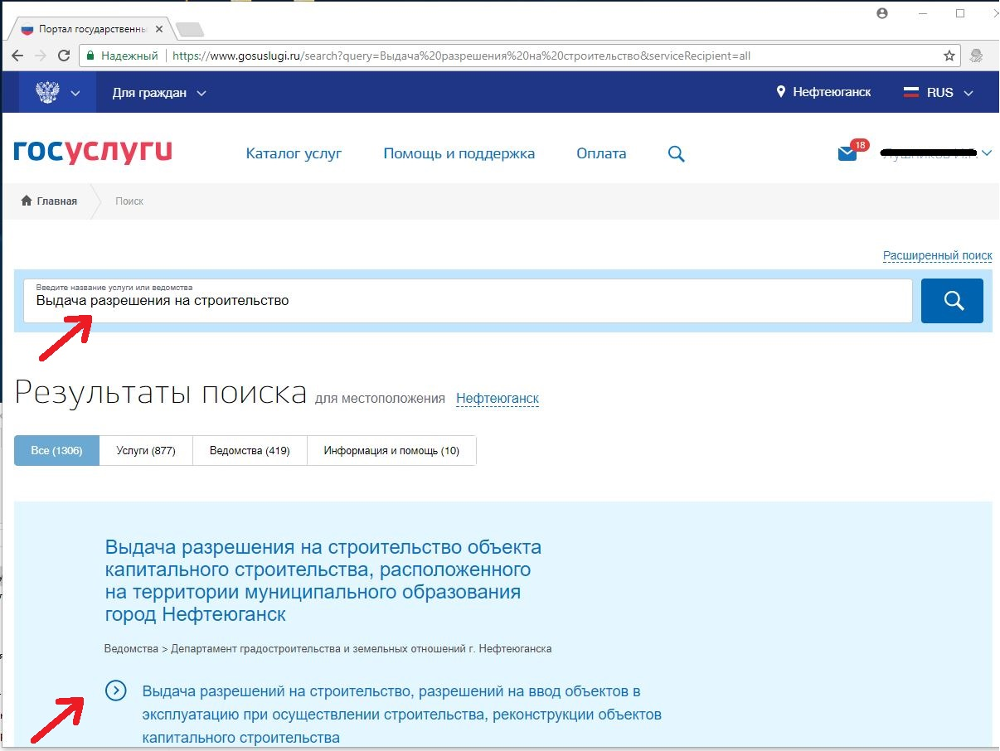 Портал государственны
Надежный
https://www.gosuslugi.ru/search?query=Выдача%20разрешения%20на%20строительство&serviceRecipient=all
Для граждан
Нефтеюганск
RUS
госуслуги
Каталог услуг
Помощь и поддержка
Оплата
18
Главная
Поиск
Расширенный поиск
Введите название услуги или ведомства
Выдача разрешения на строительство
Результаты поиска для местоположения Нефтеюганск
Все (1306)
Услуги (877)
Ведомства (419)
Информация и помощь (10)
Выдача разрешения на строительство объекта
капитального строительства, расположенного
на территории муниципального образования
город Нефтеюганск
Ведомства > Департамент градостроительства и земельных отношений г. Нефтеюганска
Выдача разрешений на строительство, разрешений на ввод объектов в
эксплуатацию при осуществлении строительства, реконструкции объектов
капитального строительства